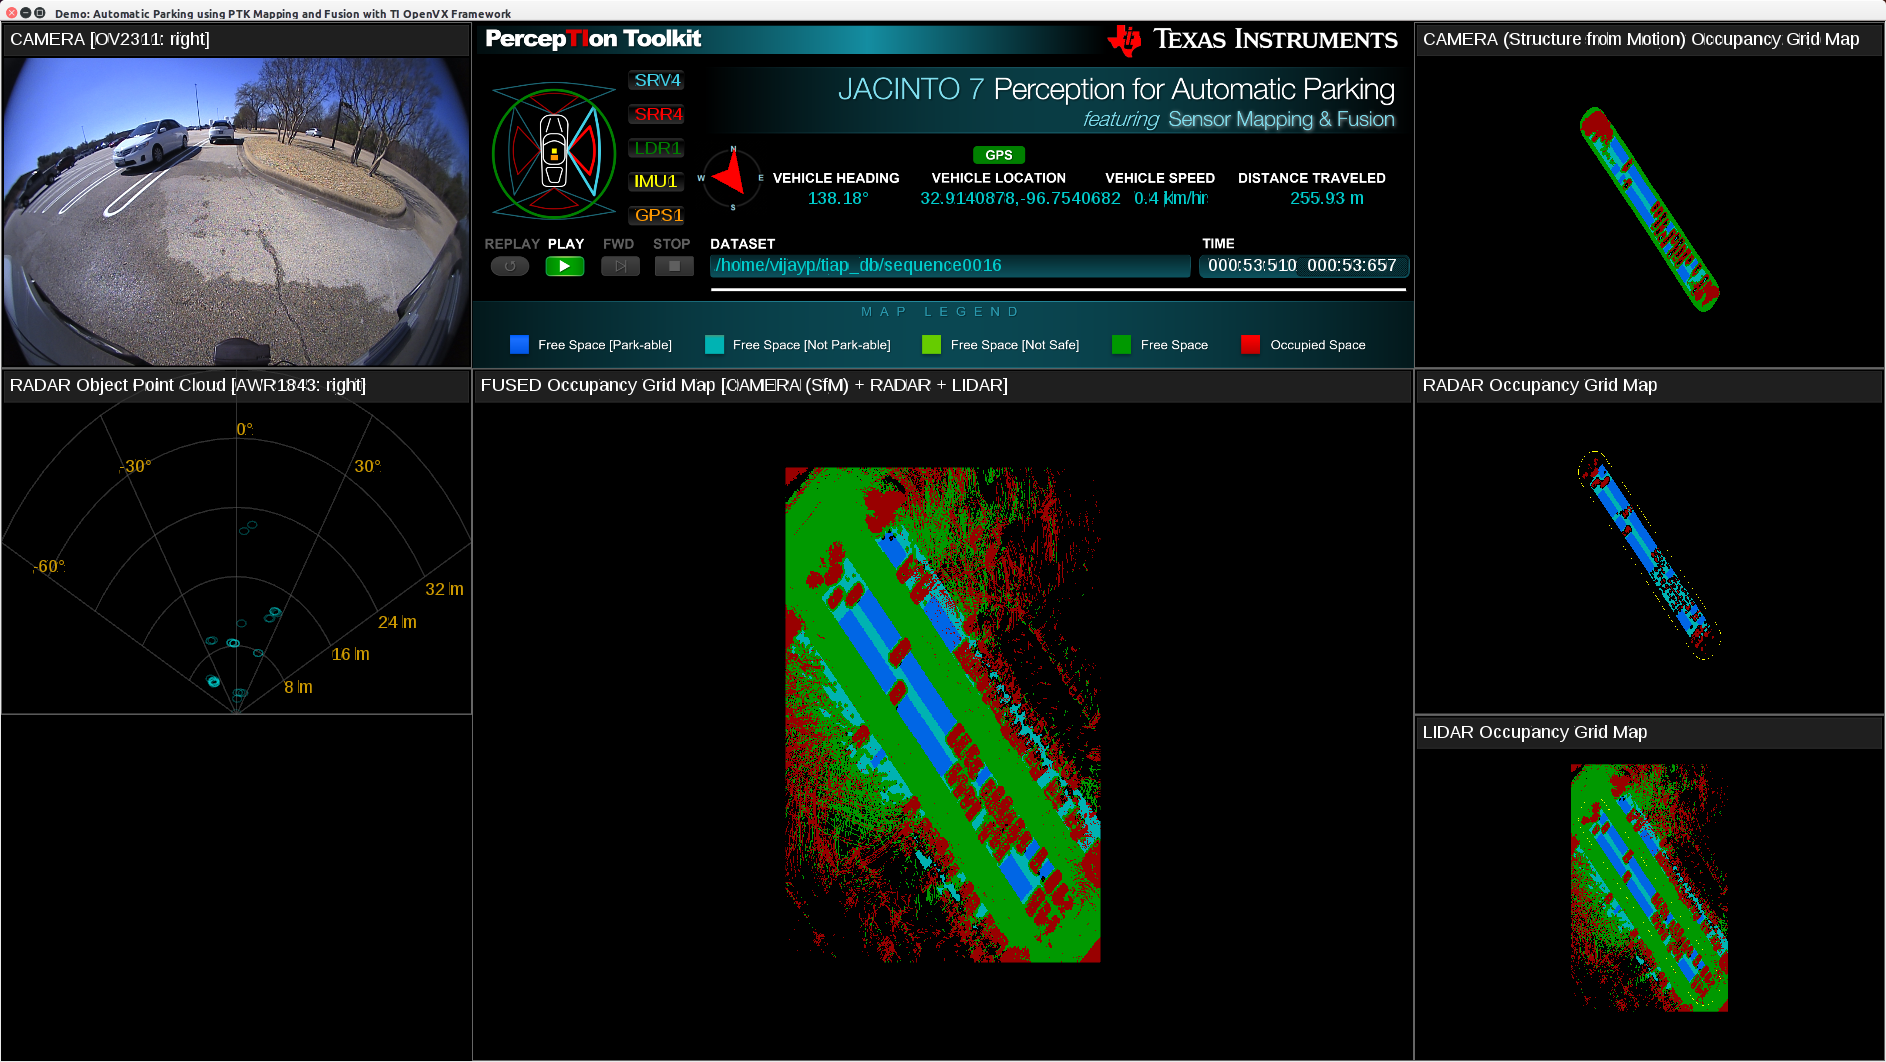 Demo: Automatic Parking using PTK Mapping and Fusion with TI OpenVX Framework
CAMERA [OV2311: right]
PercepTIon Toolkit
TEXAS INSTRUMENTS
CAMERA (Structure from Motion) Occupancy Grid Map
SRV4
SRR4
LDR1
IMU1
GPS1
JACINTO 7 Perception for Automatic Parking
featuring Sensor Mapping & Fusion
N
W
E
S
GPS
VEHICLE HEADING
138.18°
VEHICLE LOCATION
32.9140878,-96.7540682
VEHICLE SPEED
0.4 km/hr
DISTANCE TRAVELED
255.93 m
REPLAY PLAY FWD STOP
DATASET
/home/vijayp/tiap_db/sequence0016
TIME
000:53:510 000:53:657
MAP LEGEND
Free Space [Park-able]
Free Space [Not Park-able]
Free Space [Not Safe]
Free Space
Occupied Space
RADAR Object Point Cloud [AWR1843: right]
0°
-30°
30°
-60°
32 m
24 m
16 m
8 m
FUSED Occupancy Grid Map [CAMERA (SfM) + RADAR + LIDAR]
RADAR Occupancy Grid Map
LIDAR Occupancy Grid Map